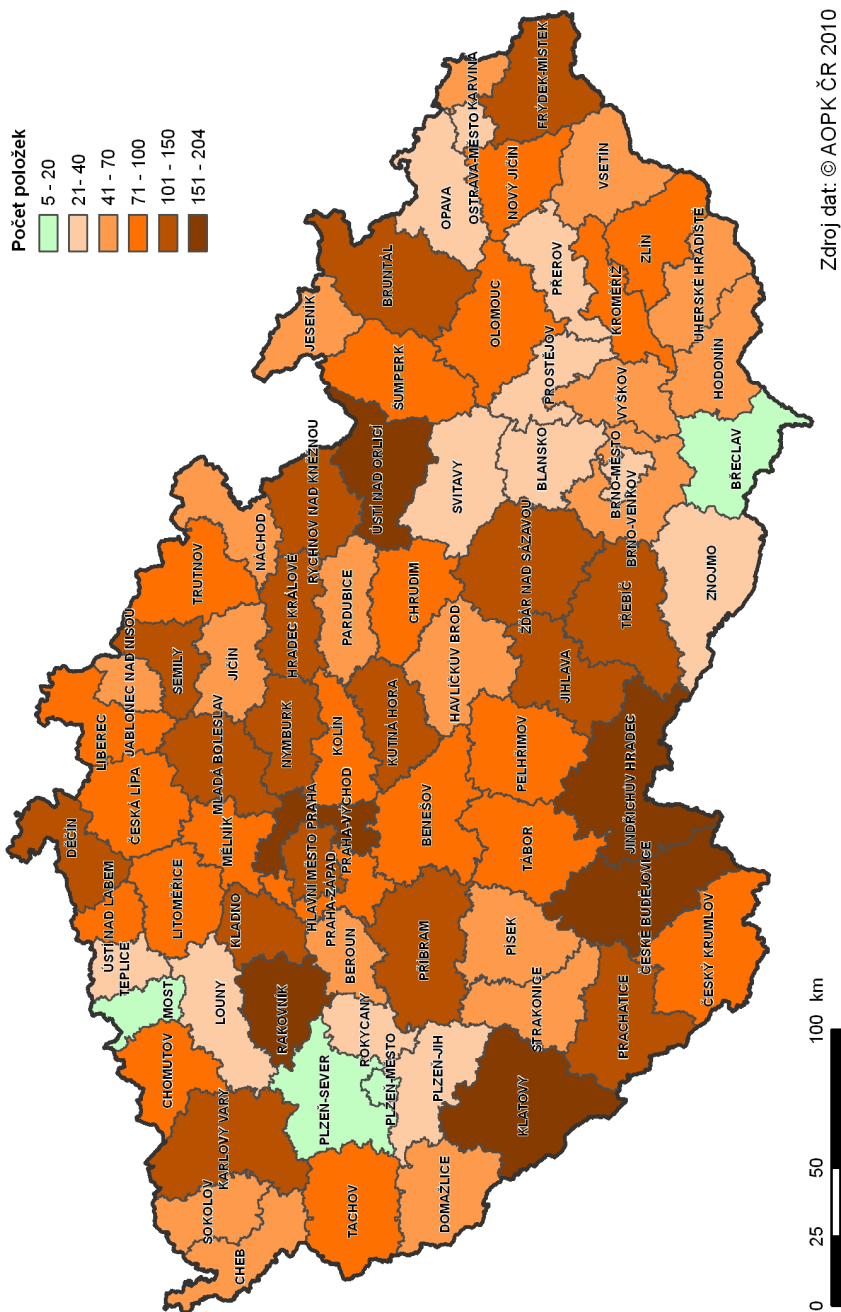 Počet položek
5 - 20
21 - 40
41 - 70
71 - 100
101 - 150
151 - 204
DĚČÍN
LIBEREC
JABLONEC NAD NISOU
ÚSTÍ NAD LABEM
TEPLICE
ČESKÁ LÍPA
LITOMĚŘICE
MOST
CHOMUTOV
SEMILY
TRUTNOV
JIČÍN
NÁCHOD
MLADÁ BOLESLAV
MĚLNÍK
LOUNY
KARLOVY VARY
SOKOLOV
CHEB
KLADNO
RAKOVNÍK
NYMBURK
HRADEC KRÁLOVÉ
RYCHNOV NAD KNĚŽNOU
JESENÍK
HLAVNÍ MĚSTO PRAHA
PRAHA-ZÁPAD
PRAHA-VÝCHOD
KOLÍN
PARDUBICE
ÚSTÍ NAD ORLICÍ
ŠUMPERK
BRUNTÁL
BEROUN
PLZEŇ-SEVER
ROKYCANY
PLZEŇ-MĚSTO
TACHOV
KUTNÁ HORA
CHRUDIM
OPAVA
OSTRAVA-MĚSTO
KARVINÁ
BENEŠOV
PŘÍBRAM
PLZEŇ-JIH
DOMAŽLICE
HAVLÍČKŮV BROD
SVITAVY
OLOMOUC
NOVÝ JIČÍN
FRÝDEK-MÍSTEK
PELHŘIMOV
TÁBOR
PÍSEK
STRAKONICE
KLATOVY
ŽĎÁR NAD SÁZAVOU
JIHLAVA
BLANSKO
PROSTĚJOV
PŘEROV
VSETÍN
KROMĚŘÍŽ
VYŠKOV
BRNO-MĚSTO
BRNO-VENKOV
TŘEBÍČ
ZLÍN
UHERSKÉ HRADIŠTĚ
HODONÍN
JINDŘICHŮV HRADEC
ČESKÉ BUDĚJOVICE
PRACHATICE
ČESKÝ KRUMLOV
ZNOJMO
BŘECLAV
0 25 50 100 km
Zdroj dat: © AOPK ČR 2010